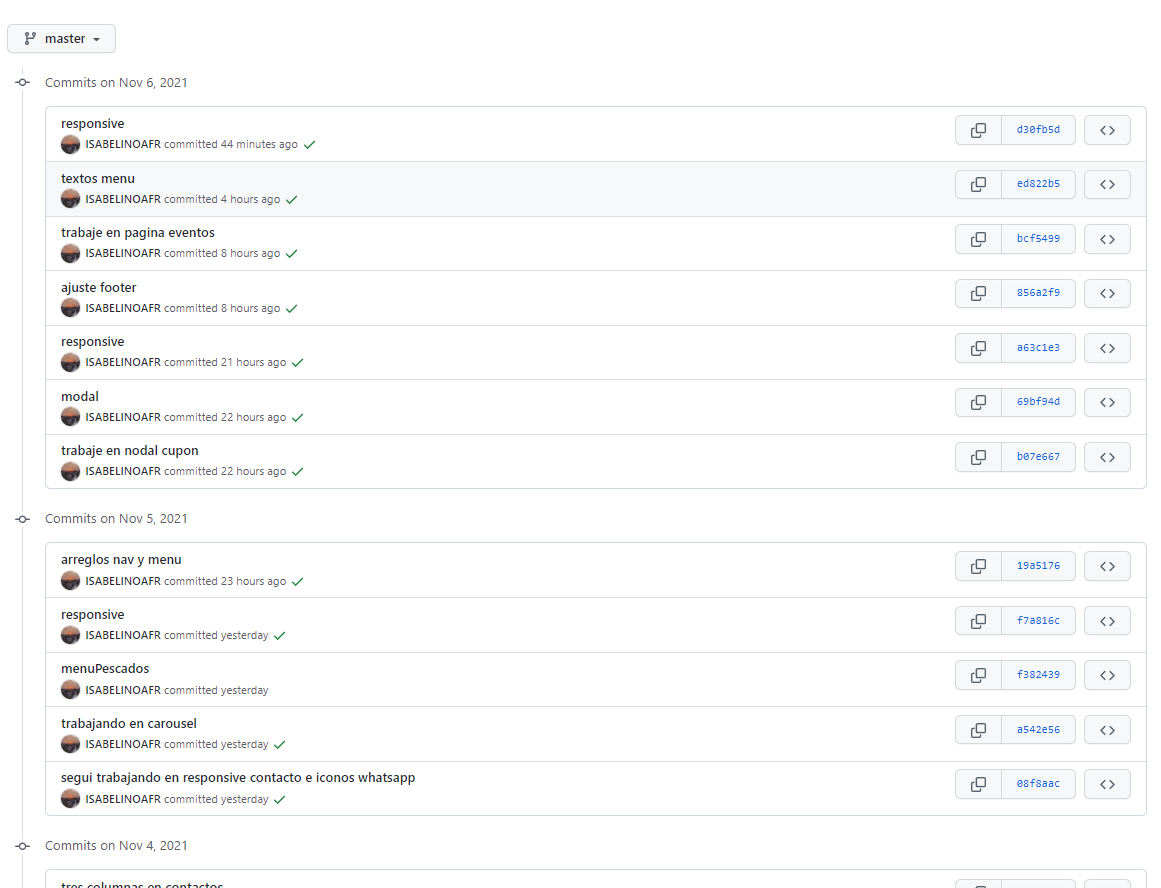 master
Commits on Nov 6, 2021
responsive
ISABELINOAFR committed 44 minutes ago
d30fb5d
textos menu
ISABELINOAFR committed 4 hours ago
ed822b5
trabaje en pagina eventos
ISABELINOAFR committed 8 hours ago
bcf5499
ajuste footer
ISABELINOAFR committed 8 hours ago
856a2f9
responsive
ISABELINOAFR committed 21 hours ago
a63c1e3
modal
ISABELINOAFR committed 22 hours ago
69bf94d
trabaje en nodal cupon
ISABELINOAFR committed 22 hours ago
b07e667
Commits on Nov 5, 2021
arreglos nav y menu
ISABELINOAFR committed 23 hours ago
19a5176
responsive
ISABELINOAFR committed yesterday
f7a816c
menuPescados
ISABELINOAFR committed yesterday
f382439
trabajando en carousel
ISABELINOAFR committed yesterday
a542e56
segui trabajando en responsive contacto e iconos whatsapp
ISABELINOAFR committed yesterday
08f8aac
Commits on Nov 4, 2021
tres columnas en contactos